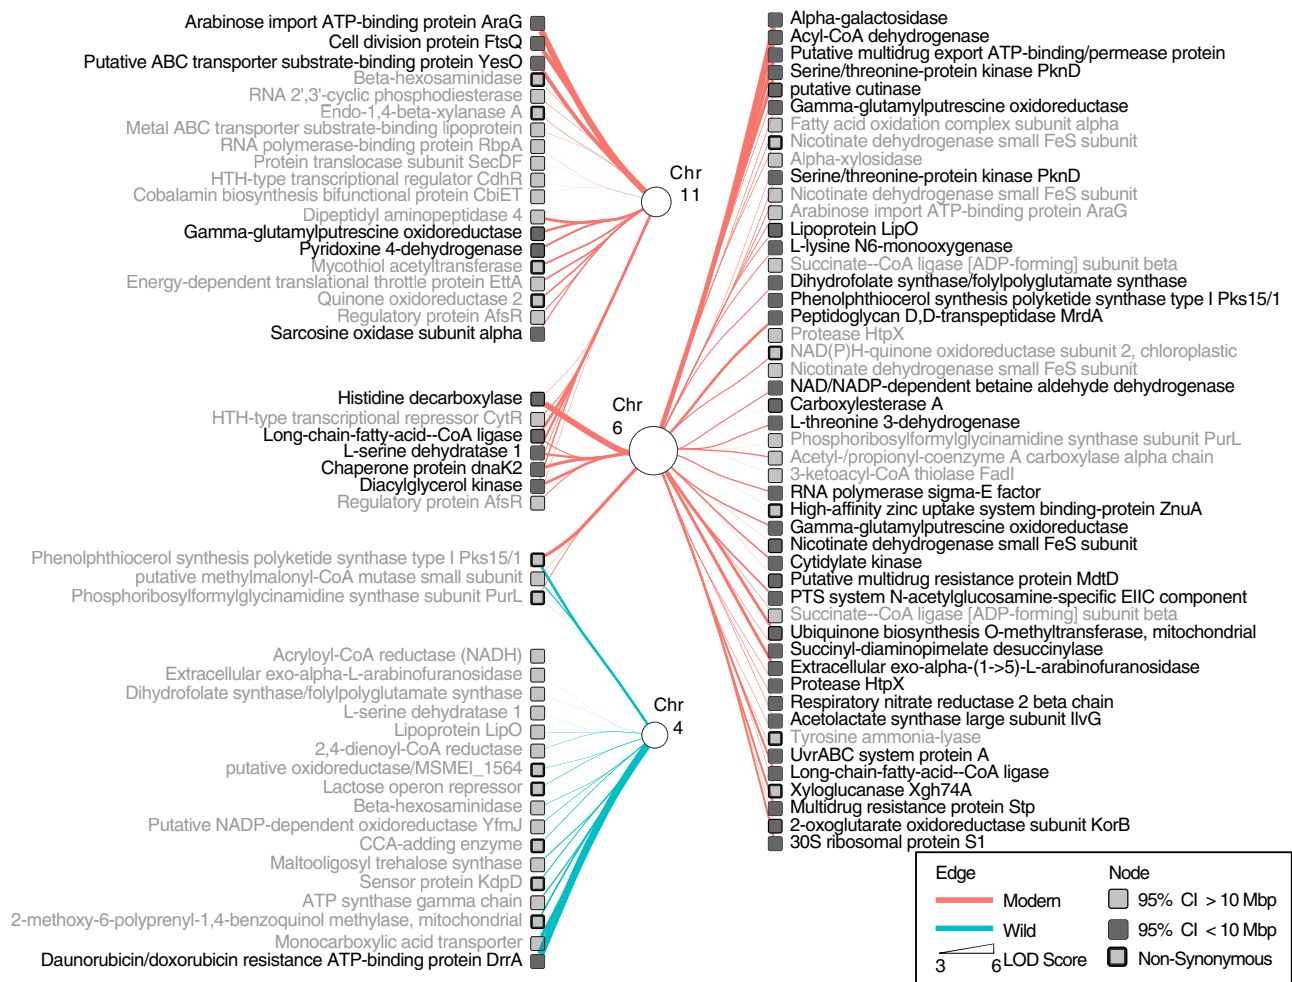 Arabinose import ATP-binding protein AraG
Cell division protein FtsQ
Putative ABC transporter substrate-binding protein YesO
Beta-hexosaminidase
RNA 2',3'-cyclic phosphodiesterase
Endo-1,4-beta-xylanase A
Metal ABC transporter substrate-binding lipoprotein
RNA polymerase-binding protein RbpA
Protein translocase subunit SecDF
HTH-type transcriptional regulator CdhR
Cobalamin biosynthesis bifunctional protein CbiET
Dipeptidyl aminopeptidase 4
Gamma-glutamylputrescine oxidoreductase
Pyridoxine 4-dehydrogenase
Mycothiol acetyltransferase
Energy-dependent translational throttle protein EttA
Quinone oxidoreductase 2
Regulatory protein AfsR
Sarcosine oxidase subunit alpha
Histidine decarboxylase
HTH-type transcriptional repressor CytR
Long-chain-fatty-acid--CoA ligase
L-serine dehydratase 1
Chaperone protein dnaK2
Diacylglycerol kinase
Regulatory protein AfsR
Phenolphthiocerol synthesis polyketide synthase type I Pks15/1
putative methylmalonyl-CoA mutase small subunit
Phosphoribosylformylglycinamidine synthase subunit PurL
Acryloyl-CoA reductase (NADH)
Extracellular exo-alpha-L-arabinofuranosidase
Dihydrofolate synthase/folylpolyglutamate synthase
L-serine dehydratase 1
Lipoprotein LipO
2,4-dienoyl-CoA reductase
putative oxidoreductase/MSMEI_1564
Lactose operon repressor
Beta-hexosaminidase
Putative NADP-dependent oxidoreductase YfmJ
CCA-adding enzyme
Maltooligosyl trehalose synthase
Sensor protein KdpD
ATP synthase gamma chain
2-methoxy-6-polyprenyl-1,4-benzoquinol methylase, mitochondrial
Monocarboxylic acid transporter
Daunorubicin/doxorubicin resistance ATP-binding protein DrrA
Chr
11
Chr
6
Chr
4
Alpha-galactosidase
Acyl-CoA dehydrogenase
Putative multidrug export ATP-binding/permease protein
Serine/threonine-protein kinase PknD
putative cutinase
Gamma-glutamylputrescine oxidoreductase
Fatty acid oxidation complex subunit alpha
Nicotinate dehydrogenase small FeS subunit
Alpha-xylosidase
Serine/threonine-protein kinase PknD
Nicotinate dehydrogenase small FeS subunit
Arabinose import ATP-binding protein AraG
Lipoprotein LipO
L-lysine N6-monooxygenase
Succinate--CoA ligase [ADP-forming] subunit beta
Dihydrofolate synthase/folylpolyglutamate synthase
Phenolphthiocerol synthesis polyketide synthase type I Pks15/1
Peptidoglycan D,D-transpeptidase MrdA
Protease HtpX
NAD(P)H-quinone oxidoreductase subunit 2, chloroplastic
Nicotinate dehydrogenase small FeS subunit
NAD/NADP-dependent betaine aldehyde dehydrogenase
Carboxylesterase A
L-threonine 3-dehydrogenase
Phosphoribosylformylglycinamidine synthase subunit PurL
Acetyl-/propionyl-coenzyme A carboxylase alpha chain
3-ketoacyl-CoA thiolase FadI
RNA polymerase sigma-E factor
High-affinity zinc uptake system binding-protein ZnuA
Gamma-glutamylputrescine oxidoreductase
Nicotinate dehydrogenase small FeS subunit
Cytidylate kinase
Putative multidrug resistance protein MdtD
PTS system N-acetylglucosamine-specific EIIC component
Succinate--CoA ligase [ADP-forming] subunit beta
Ubiquinone biosynthesis O-methyltransferase, mitochondrial
Succinyl-diaminopimelate desuccinylase
Extracellular exo-alpha-(1->5)-L-arabinofuranosidase
Protease HtpX
Respiratory nitrate reductase 2 beta chain
Acetolactate synthase large subunit IlvG
Tyrosine ammonia-lyase
UvrABC system protein A
Long-chain-fatty-acid--CoA ligase
Xyloglucanase Xgh74A
Multidrug resistance protein Stp
2-oxoglutarate oxidoreductase subunit KorB
30S ribosomal protein S1
Edge
Modern
Wild
3 6 LOD Score
Node
95% CI > 10 Mbp
95% CI < 10 Mbp
Non-Synonymous